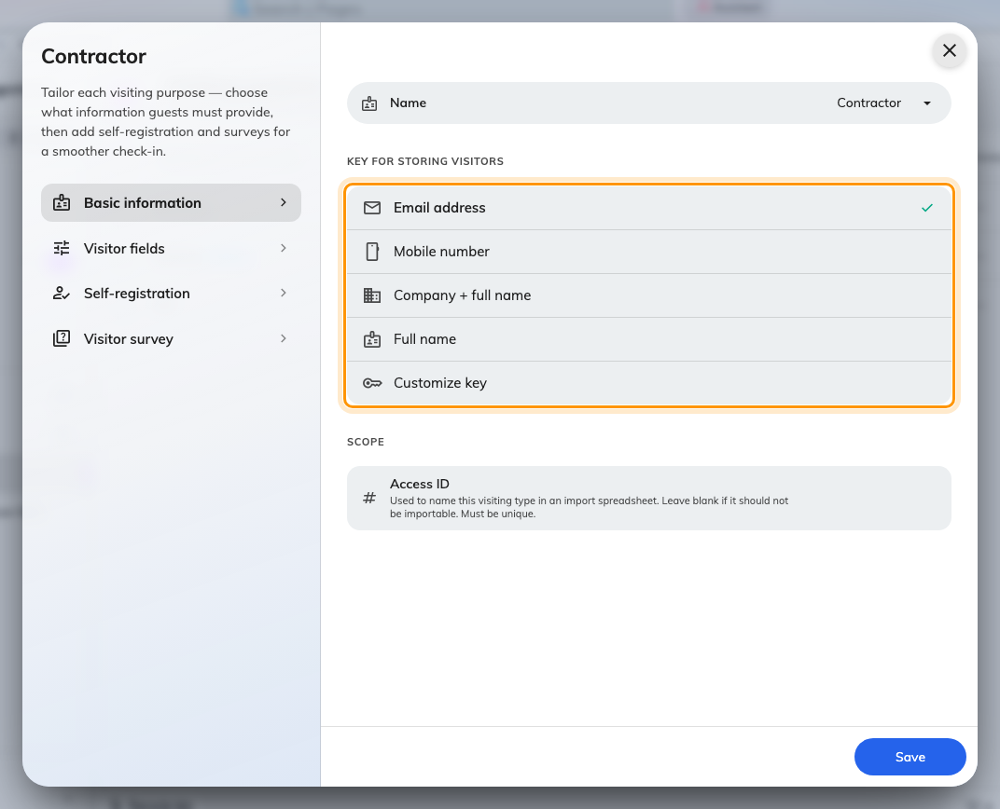 Contractor
Tailor each visiting purpose — choose
what information guests must provide,
then add self-registration and surveys for
a smoother check-in.
Basic information
Visitor fields
Self-registration
Visitor survey
Name
Contractor
KEY FOR STORING VISITORS
Email address
Mobile number
Company + full name
Full name
Customize key
SCOPE
Access ID
Used to name this visiting type in an import spreadsheet. Leave blank if it should not
be importable. Must be unique.
Save